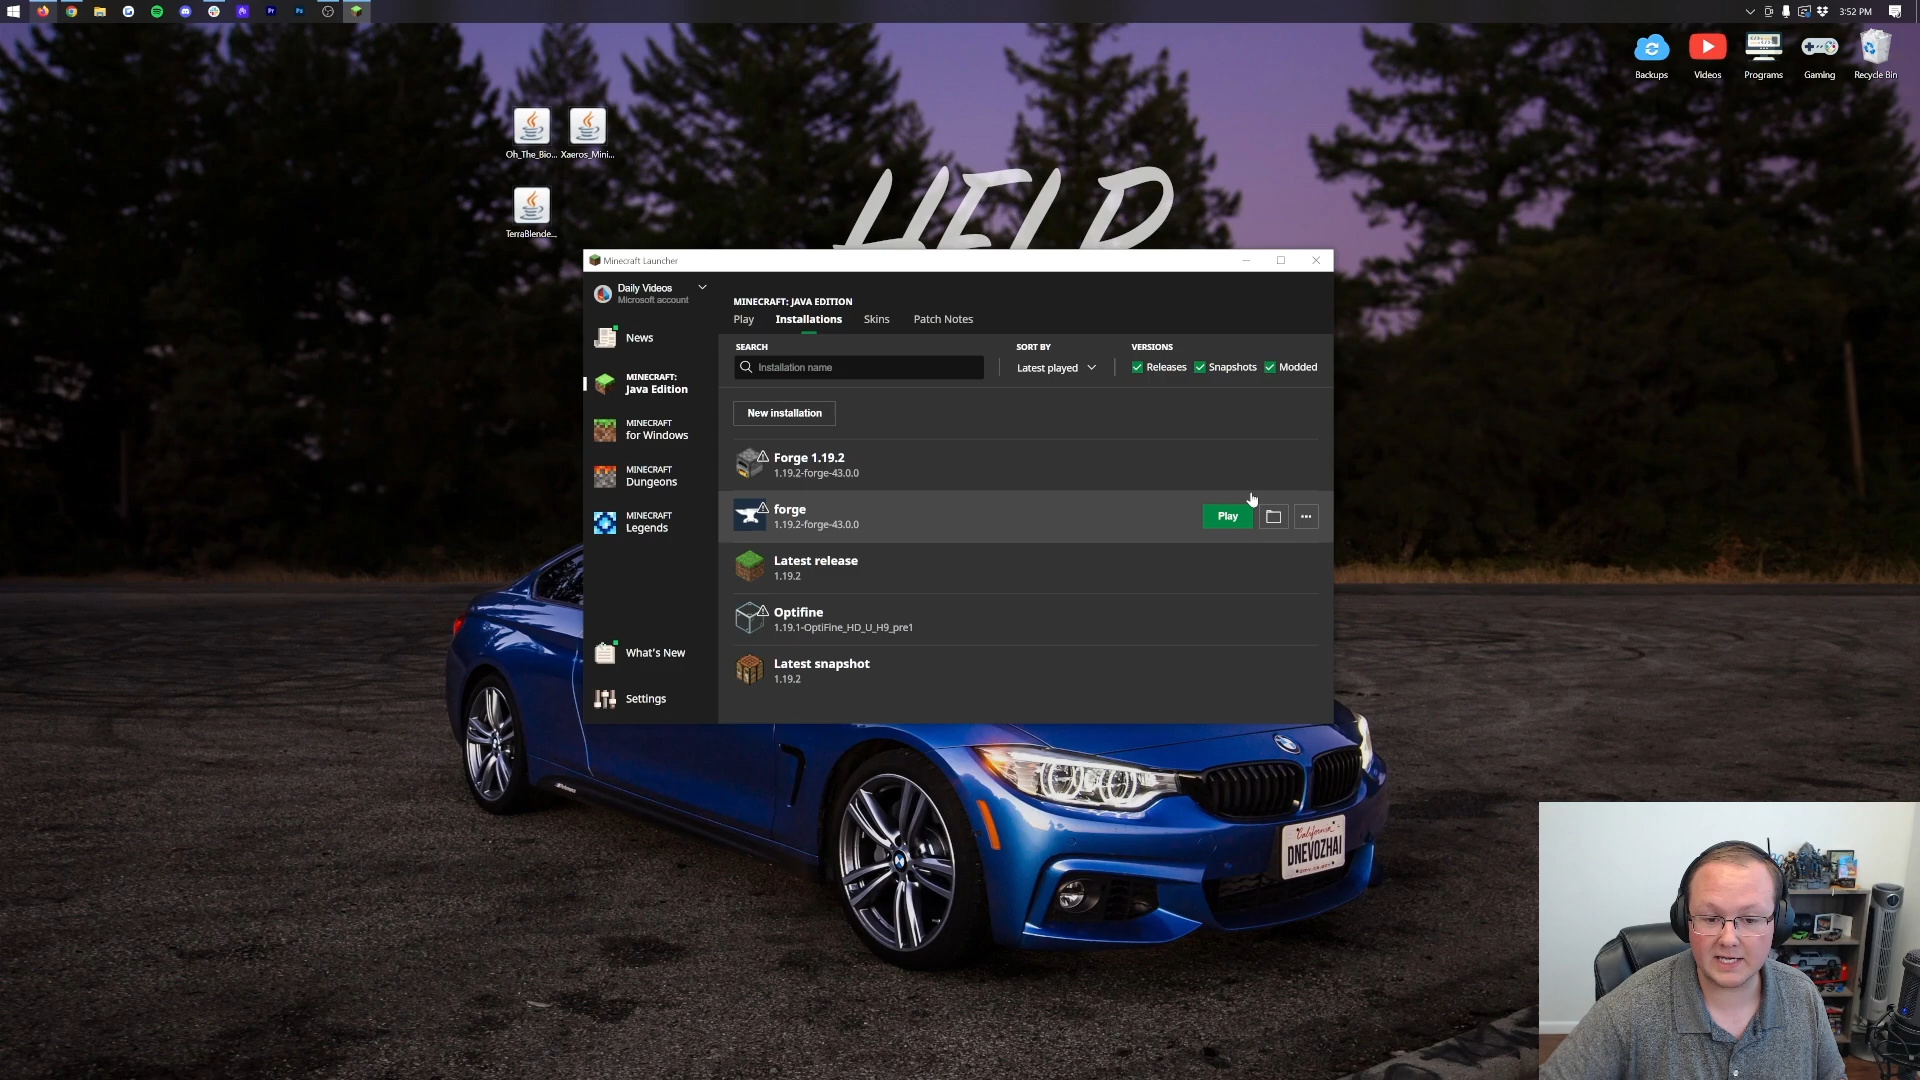 3:52 PM
Backups
Videos
Programs
Gaming
Recycle Bin
Oh_The_Bio...
Xaeros_Mini...
TerraBlende...
HELP
Minecraft Launcher
Daily Videos
Microsoft account
News
MINECRAFT:
Java Edition
MINECRAFT
for Windows
MINECRAFT
Dungeons
MINECRAFT
Legends
What's New
Settings
MINECRAFT: JAVA EDITION
Play
Installations
Skins
Patch Notes
SEARCH
Installation name
SORT BY
Latest played
VERSIONS
Releases
Snapshots
Modded
New installation
Forge 1.19.2
1.19.2-forge-43.0.0
forge
1.19.2-forge-43.0.0
Play
Latest release
1.19.2
Optifine
1.19.1-OptiFine_HD_U_H9_pre1
Latest snapshot
1.19.2
California
DNEVOZHAI